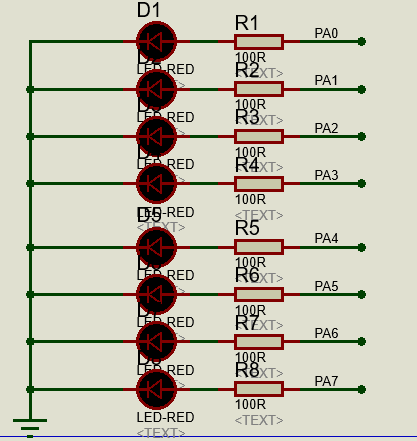 D1 R1 PA0
LED-RED 100R
<TEXT>
R2 PA1
LED-RED 100R
<TEXT>
R3 PA2
LED-RED 100R
R4 PA3
LED-RED 100R
<TEXT> <TEXT>
D5 R5 PA4
LED-RED 100R
<TEXT>
R6 PA5
LED-RED 100R
<TEXT>
R7 PA6
LED-RED 100R
R8 PA7
LED-RED 100R
<TEXT> <TEXT>